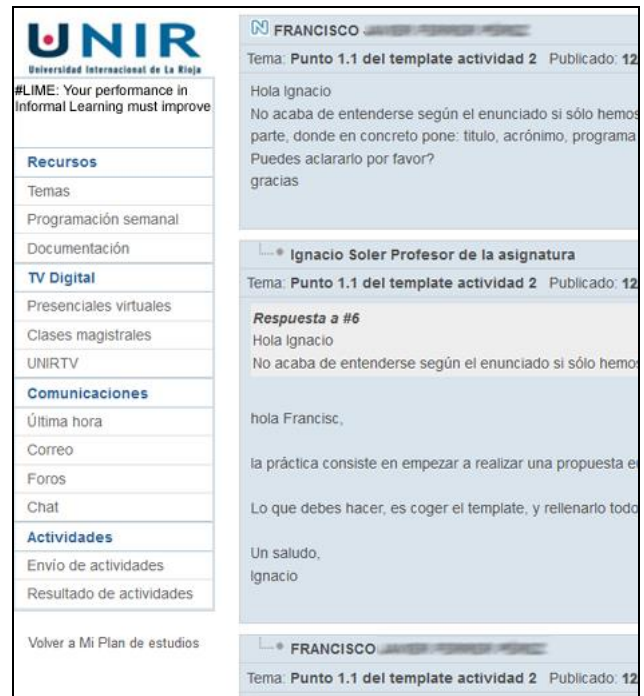 UNIR
Universidad Internacional de La Rioja
#LIME: Your performance in
Informal Learning must improve
Recursos
Temas
Programación semanal
Documentación
TV Digital
Presenciales virtuales
Clases magistrales
UNIRTV
Comunicaciones
Última hora
Correo
Foros
Chat
Actividades
Envío de actividades
Resultado de actividades
Volver a Mi Plan de estudios
N FRANCISCO
Tema: Punto 1.1 del template actividad 2 Publicado: 12
Hola Ignacio
No acaba de entenderse según el enunciado si sólo hemos
parte, donde en concreto pone: titulo, acrónimo, programa
Puedes aclararlo por favor?
gracias
Ignacio Soler Profesor de la asignatura
Tema: Punto 1.1 del template actividad 2 Publicado: 12
Respuesta a #6
Hola Ignacio
No acaba de entenderse según el enunciado si sólo hemos
hola Francisc,
la práctica consiste en empezar a realizar una propuesta
Lo que debes hacer, es coger el template, y rellenarlo todo
Un saludo,
Ignacio
FRANCISCO
Tema: Punto 1.1 del template actividad 2 Publicado: 12